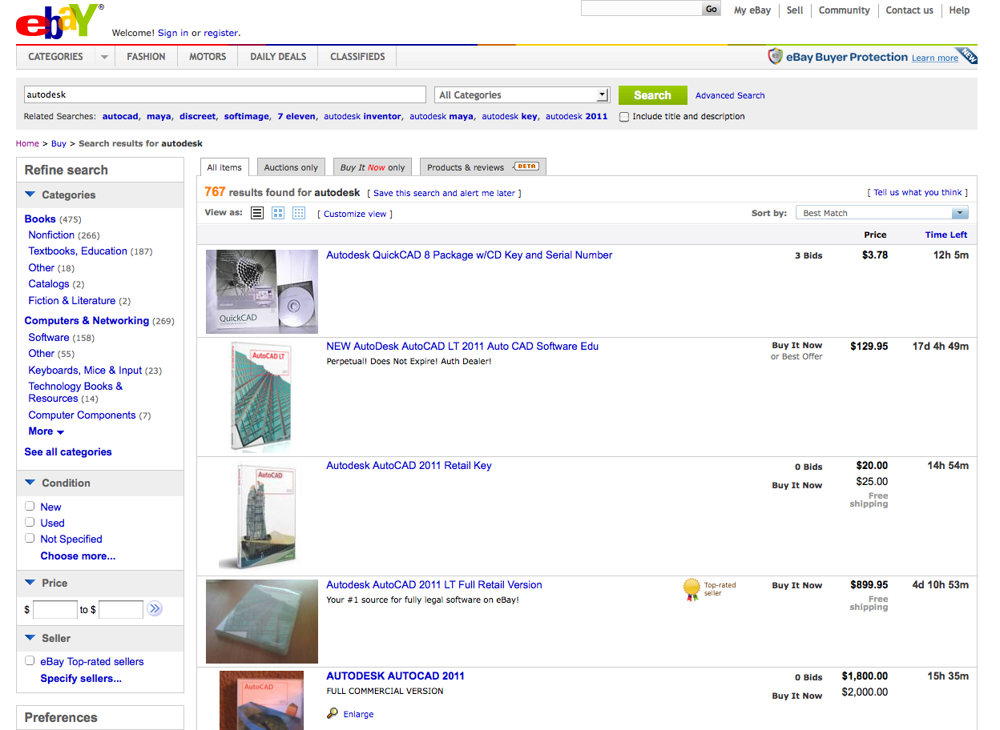 ebaY®
Go
My eBay
Sell
Community
Contact us
Help
Welcome! Sign in or register.
CATEGORIES
FASHION
MOTORS
DAILY DEALS
CLASSIFIEDS
eBay Buyer Protection Learn more
NEW
autodesk
All Categories
Search
Advanced Search
Related Searches: autocad, maya, discreet, softimage, 7 eleven, autodesk inventor, autodesk maya, autodesk key, autodesk 2011
Include title and description
Home > Buy > Search results for autodesk
Refine search
Categories
Books (475)
Nonfiction (266)
Textbooks, Education (187)
Other (18)
Catalogs (2)
Fiction & Literature (2)
Computers & Networking (269)
Software (158)
Other (55)
Keyboards, Mice & Input (23)
Technology Books &
Resources (14)
Computer Components (7)
More
See all categories
Condition
New
Used
Not Specified
Choose more...
Price
$ to $
Seller
eBay Top-rated sellers
Specify sellers...
Preferences
All items
Auctions only
Buy It Now only
Products & reviews BETA
767 results found for autodesk [ Save this search and alert me later ]
[ Tell us what you think ]
View as:
[ Customize view ]
Sort by: Best Match
Price
Time Left
QuickCAD
Autodesk QuickCAD 8 Package w/CD Key and Serial Number
3 Bids
$3.78
12h 5m
AutoCAD LT
NEW AutoDesk AutoCAD LT 2011 Auto CAD Software Edu
Perpetual! Does Not Expire! Auth Dealer!
Buy It Now
or Best Offer
$129.95
17d 4h 49m
AutoCAD
Autodesk AutoCAD 2011 Retail Key
0 Bids
$20.00
14h 54m
Buy It Now
$25.00
Free
shipping
Autodesk AutoCAD 2011 LT Full Retail Version
Your #1 source for fully legal software on eBay!
Top-rated
seller
Buy It Now
$899.95
4d 10h 53m
Free
shipping
AutoCAD
AUTODESK AUTOCAD 2011
FULL COMMERCIAL VERSION
Enlarge
0 Bids
$1,800.00
15h 35m
Buy It Now
$2,000.00